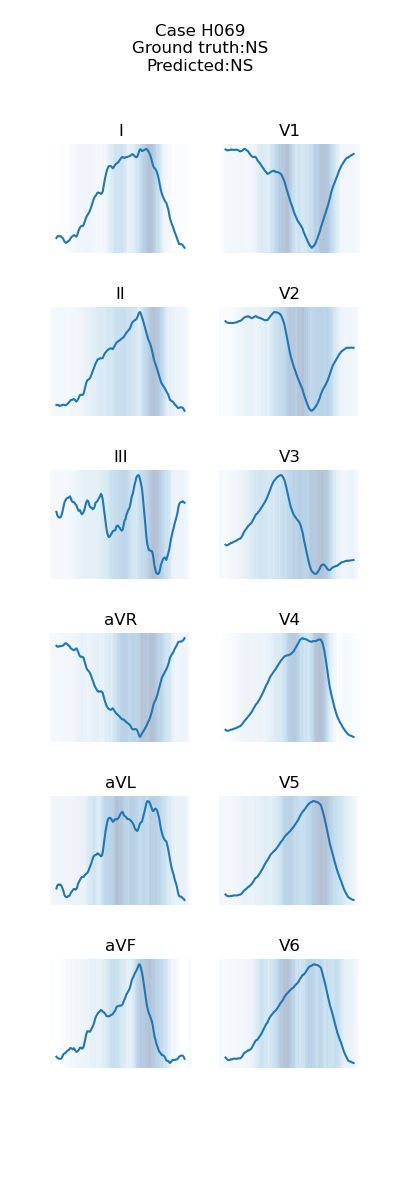 Case H069
Ground truth:NS
Predicted:NS
I
V1
II
V2
III
V3
aVR
V4
aVL
V5
aVF
V6